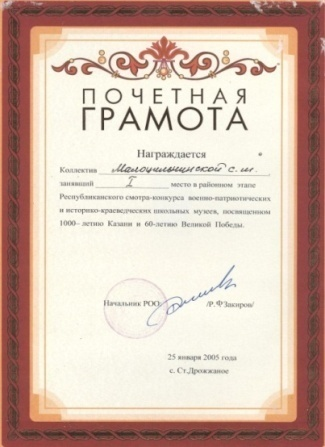 ПОЧЕТНАЯ
ГРАМОТА
Награждается
Коллектив Малоцильнинской с.ш.
занявший I место в районном этапе
Республиканского смотра-конкурса военно-патриотических
и историко-краеведческих школьных музеев, посвященном
1000- летию Казани и 60-летию Великой Победы.
Начальник РОО: /Р.Ф.Закиров/
25 января 2005 года
с. Ст.Дрожжаное